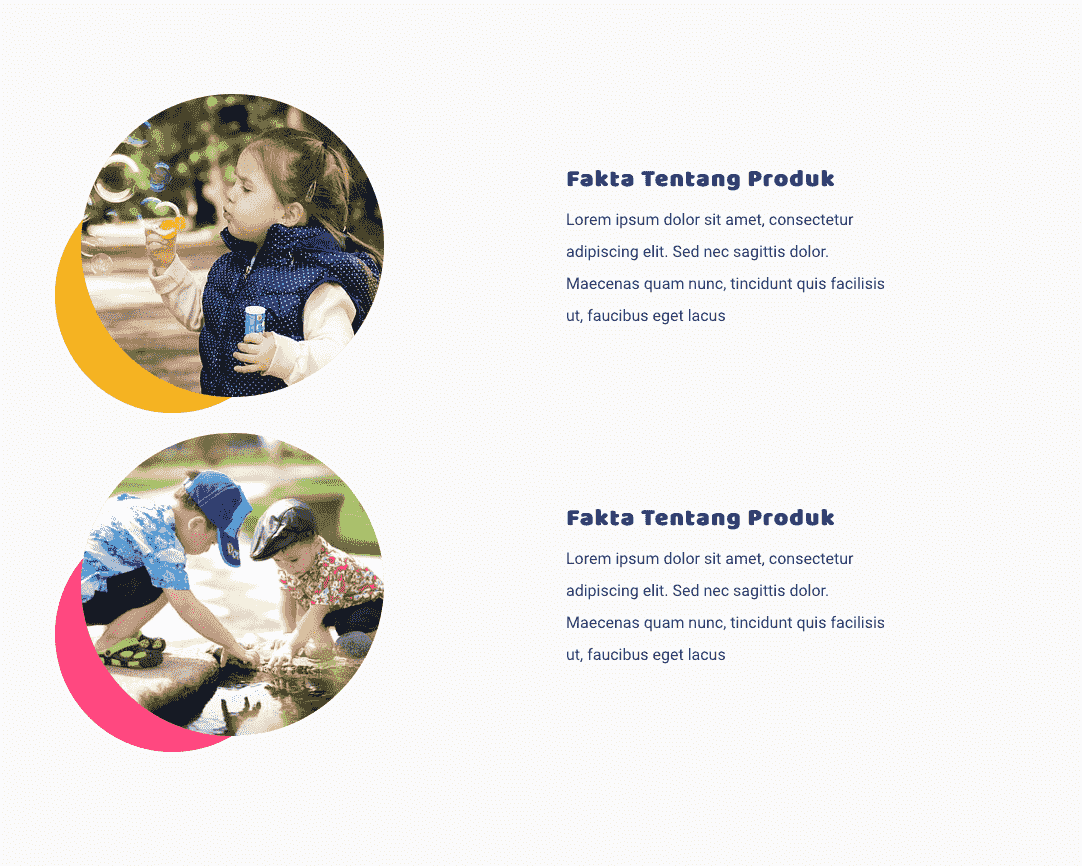 Fakta Tentang Produk
Lorem ipsum dolor sit amet, consectetur
adipiscing elit. Sed nec sagittis dolor.
Maecenas quam nunc, tincidunt quis facilisis
ut, faucibus eget lacus
Fakta Tentang Produk
Lorem ipsum dolor sit amet, consectetur
adipiscing elit. Sed nec sagittis dolor.
Maecenas quam nunc, tincidunt quis facilisis
ut, faucibus eget lacus